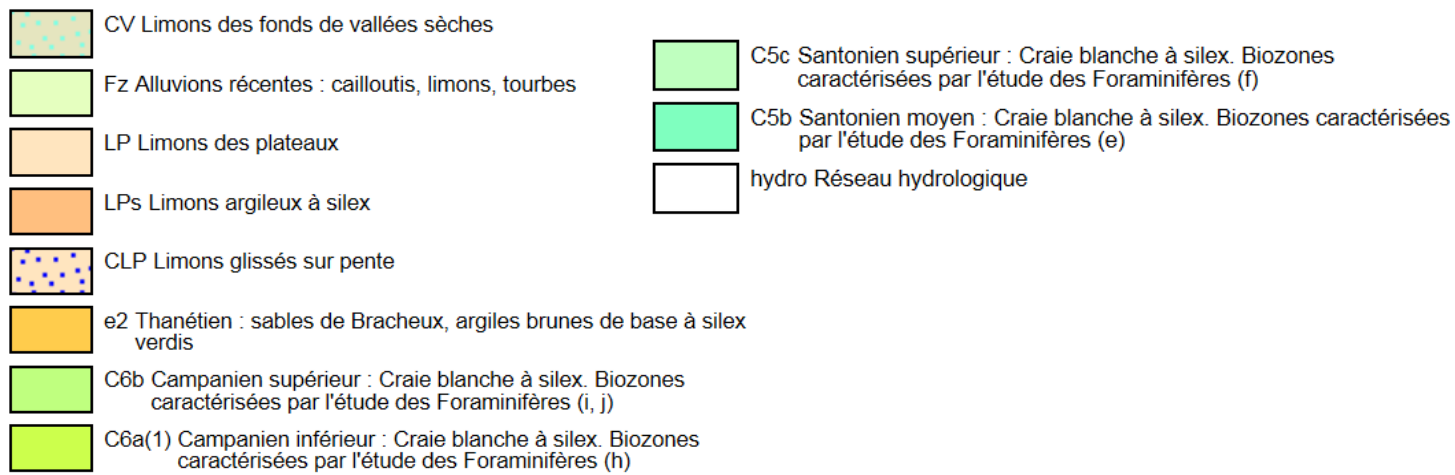 CV Limons des fonds de vallées sèches
Fz Alluvions récentes : cailloutis, limons, tourbes
LP Limons des plateaux
LPs Limons argileux à silex
CLP Limons glissés sur pente
e2 Thanétien : sables de Bracheux, argiles brunes de base à silex
verdis
C6b Campanien supérieur : Craie blanche à silex. Biozones
caractérisées par l'étude des Foraminifères (i, j)
C6a(1) Campanien inférieur : Craie blanche à silex. Biozones
caractérisées par l'étude des Foraminifères (h)
C5c Santonien supérieur : Craie blanche à silex. Biozones
caractérisées par l'étude des Foraminifères (f)
C5b Santonien moyen : Craie blanche à silex. Biozones caractérisées
par l'étude des Foraminifères (e)
hydro Réseau hydrologique